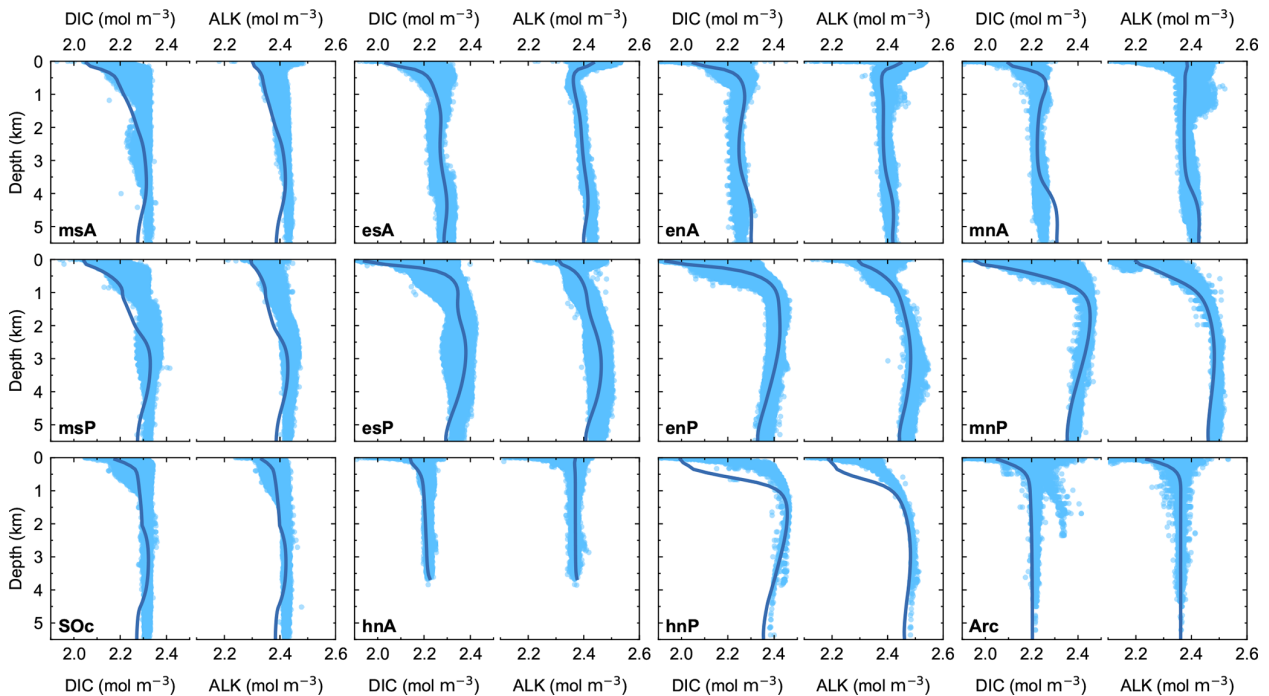 DIC (mol m⁻³) ALK (mol m⁻³) DIC (mol m⁻³) ALK (mol m⁻³) DIC (mol m⁻³) ALK (mol m⁻³) DIC (mol m⁻³) ALK (mol m⁻³)
2.0 2.2 2.4 2.2 2.4 2.6 2.0 2.2 2.4 2.2 2.4 2.6 2.0 2.2 2.4 2.2 2.4 2.6 2.0 2.2 2.4 2.2 2.4 2.6
Depth (km)
0
1
2
3
4
5
msA esA enA mnA
Depth (km)
0
1
2
3
4
5
msP esP enP mnP
Depth (km)
0
1
2
3
4
5
SOc hnA hnP Arc
2.0 2.2 2.4 2.2 2.4 2.6 2.0 2.2 2.4 2.2 2.4 2.6 2.0 2.2 2.4 2.2 2.4 2.6 2.0 2.2 2.4 2.2 2.4 2.6
DIC (mol m⁻³) ALK (mol m⁻³) DIC (mol m⁻³) ALK (mol m⁻³) DIC (mol m⁻³) ALK (mol m⁻³) DIC (mol m⁻³) ALK (mol m⁻³)